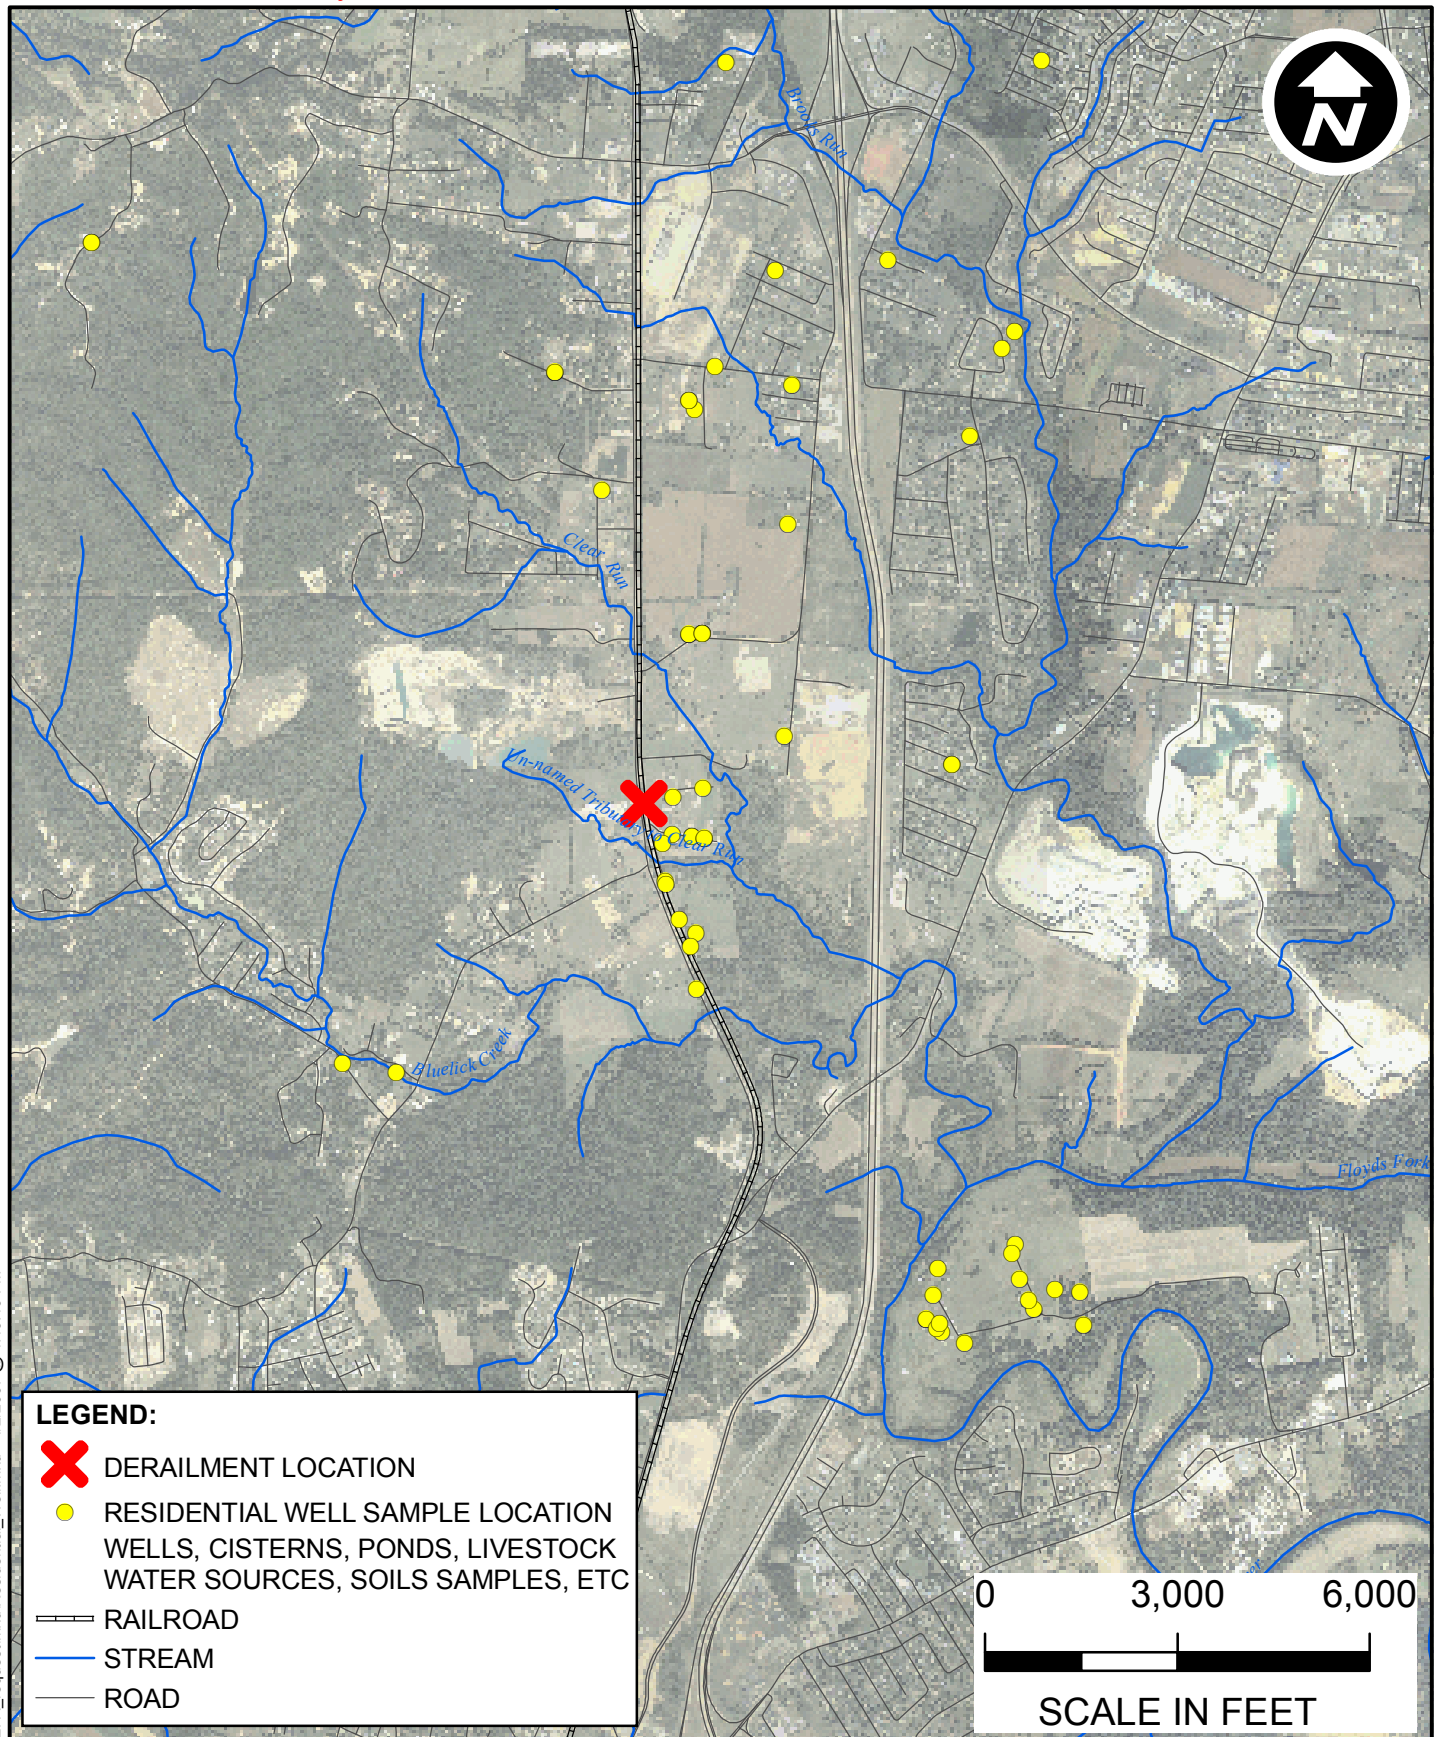 N
Brooks Run
Clear Run
Un-named Tributary to Clear Run
Bluelick Creek
Floyds Fork
LEGEND:
DERAILMENT LOCATION
RESIDENTIAL WELL SAMPLE LOCATION
WELLS, CISTERNS, PONDS, LIVESTOCK
WATER SOURCES, SOILS SAMPLES, ETC
RAILROAD
STREAM
ROAD
0 3,000 6,000
SCALE IN FEET